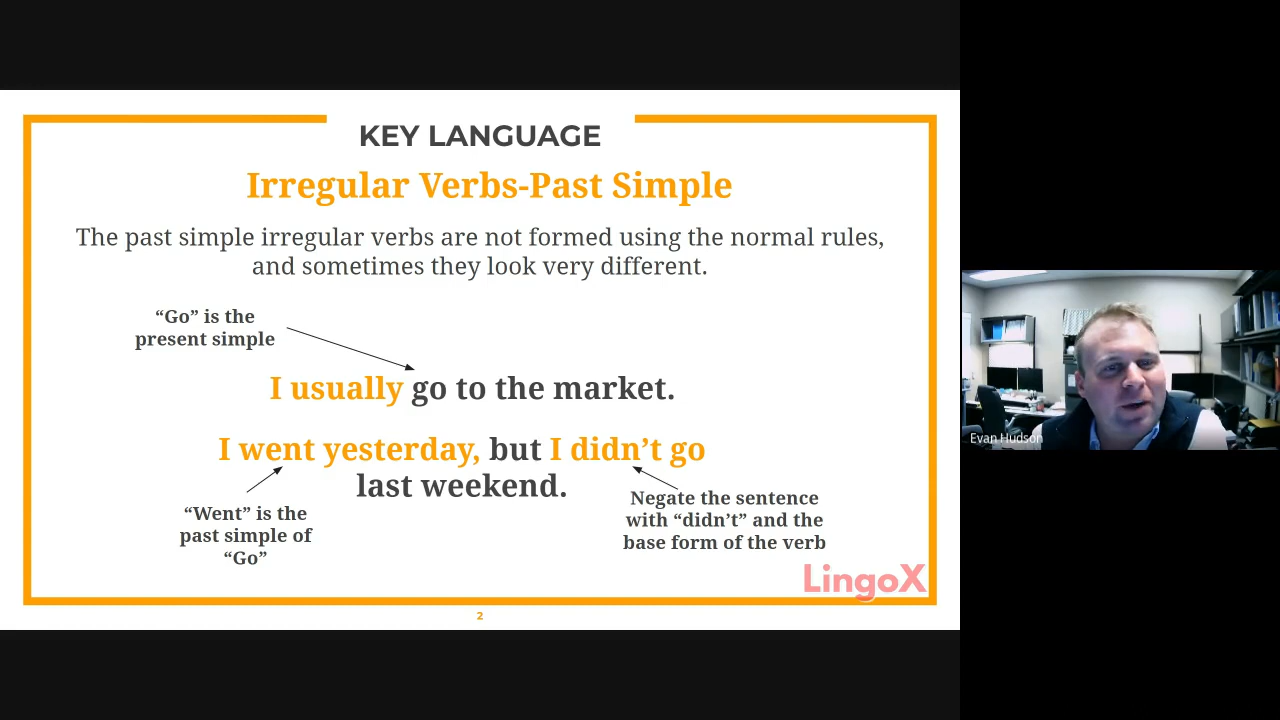 KEY LANGUAGE
Irregular Verbs-Past Simple
The past simple irregular verbs are not formed using the normal rules,
and sometimes they look very different.
“Go” is the
present simple
I usually go to the market.
I went yesterday, but I didn’t go
last weekend.
“Went” is the
past simple of
“Go”
Negate the sentence
with “didn’t” and the
base form of the verb
LingoX
2
Evan Hudson